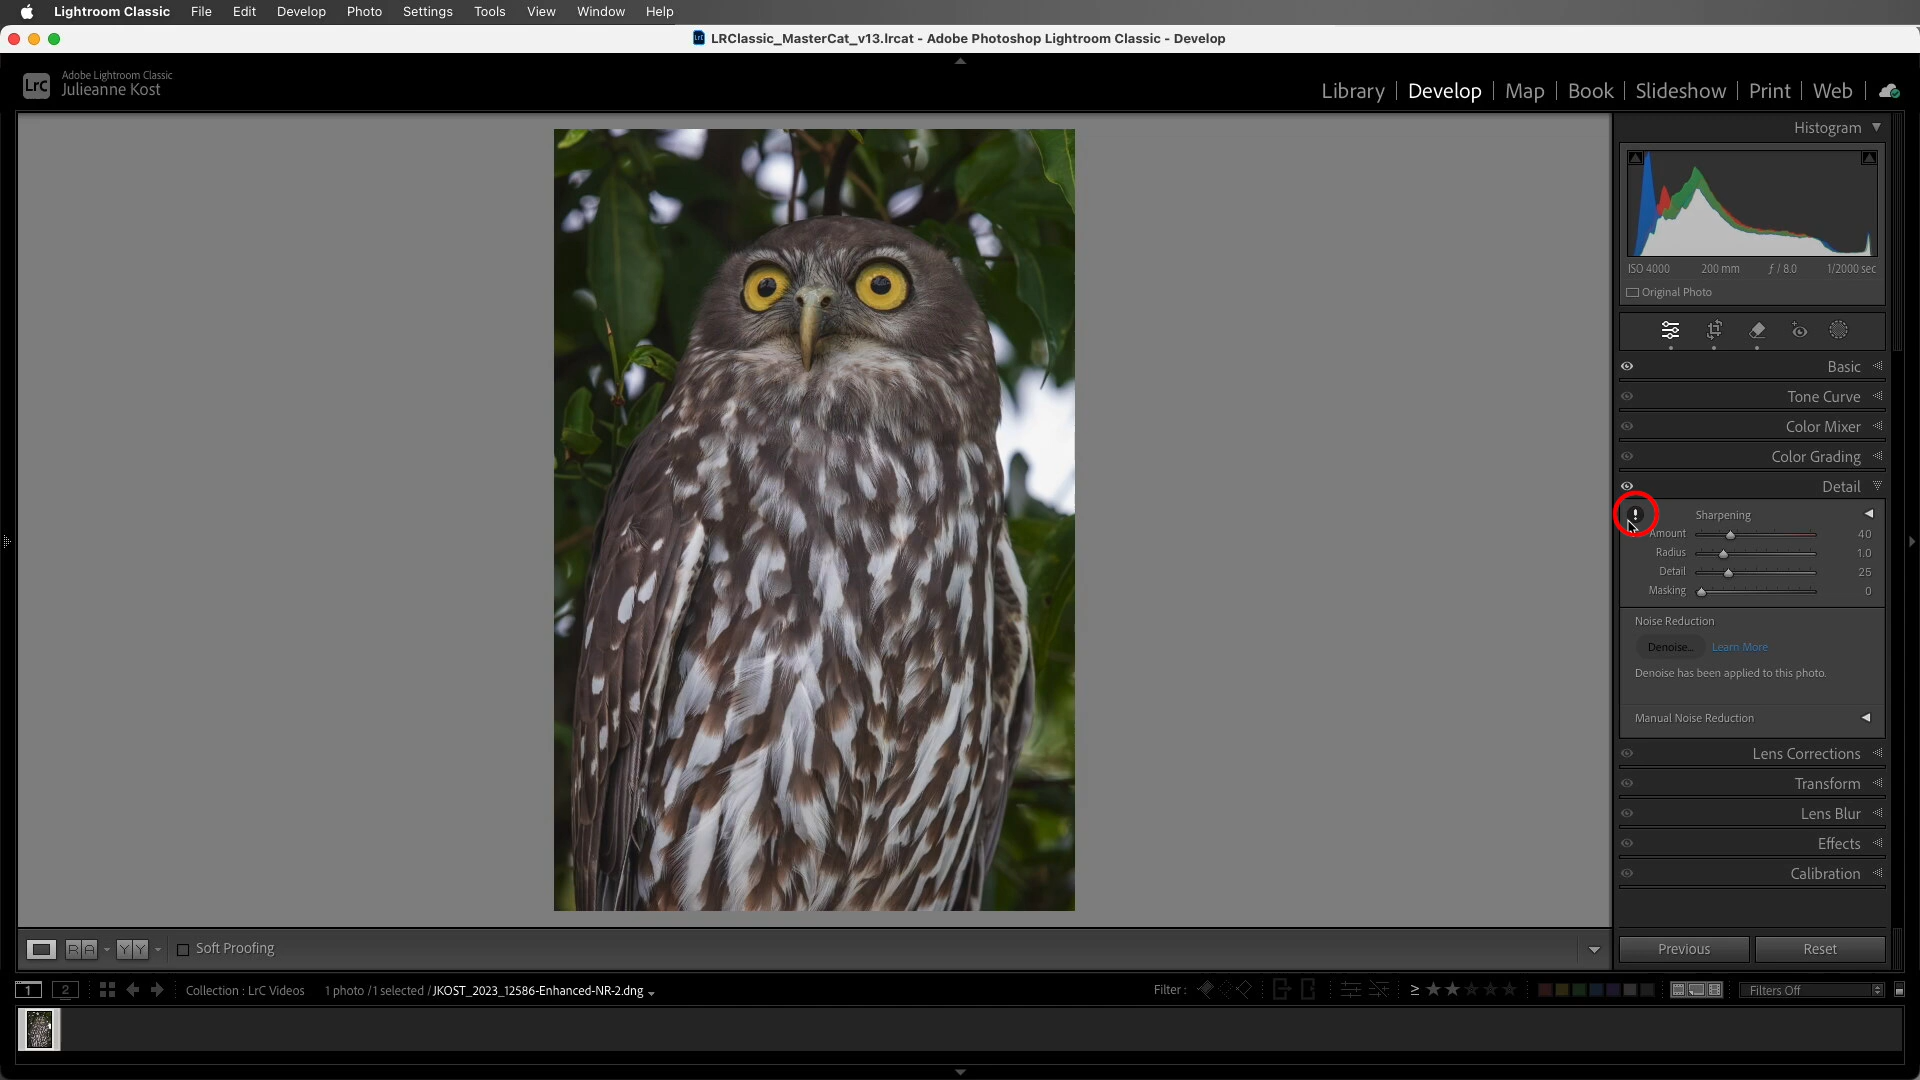 Lightroom Classic File Edit Develop Photo Settings Tools View Window Help
LrC LRClassic_MasterCat_v13.lrcat - Adobe Photoshop Lightroom Classic - Develop
LrC
Adobe Lightroom Classic
Julieanne Kost
Library Develop Map Book Slideshow Print Web
Histogram
ISO 4000 200 mm ƒ / 8.0 1/2000 sec
Original Photo
Basic
Tone Curve
Color Mixer
Color Grading
Detail
! Sharpening
Amount 40
Radius 1.0
Detail 25
Masking 0
Noise Reduction
Denoise... Learn More
Denoise has been applied to this photo.
Manual Noise Reduction
Lens Corrections
Transform
Lens Blur
Effects
Calibration
R A Y Y Soft Proofing
Previous Reset
1 2 Collection : LrC Videos 1 photo / 1 selected / JKOST_2023_12586-Enhanced-NR-2.dng
Filter : ≥ Filters Off